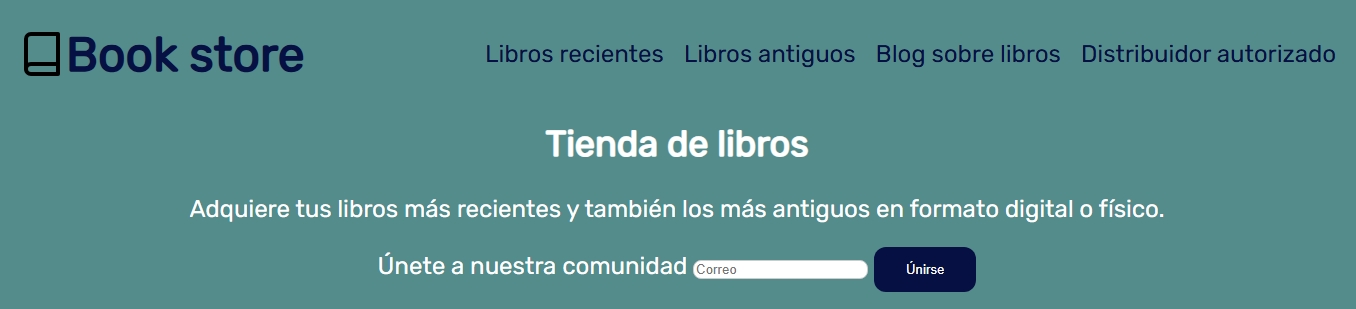 Book store
Libros recientes Libros antiguos Blog sobre libros Distribuidor autorizado
Tienda de libros
Adquiere tus libros más recientes y también los más antiguos en formato digital o físico.
Únete a nuestra comunidad Correo Únirse